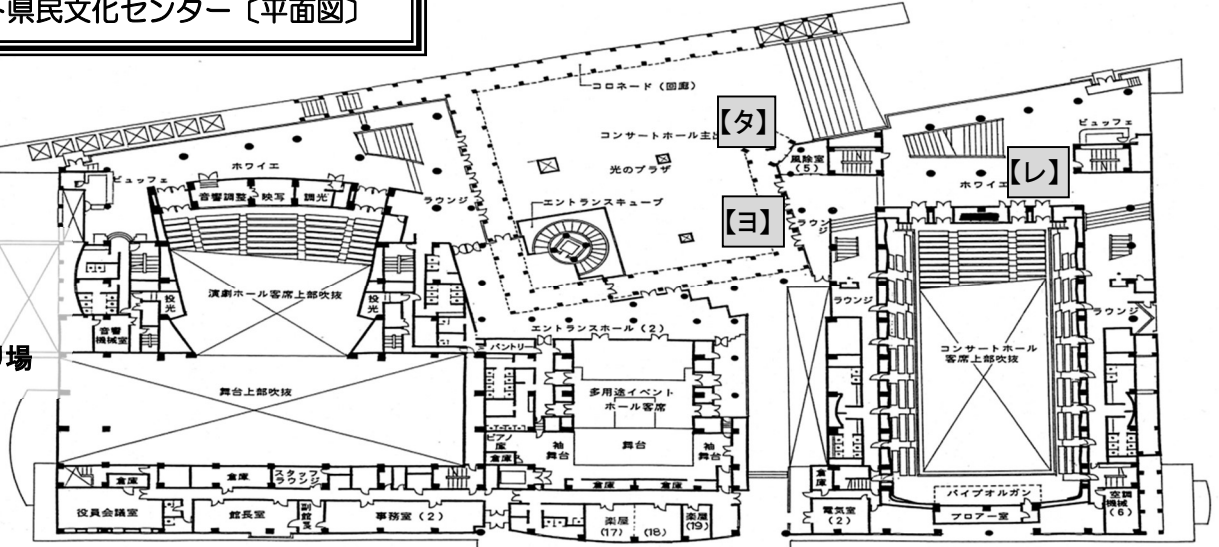 県民文化センター〔平面図〕
コロネード（回廊）
【タ】
コンサートホール主出
光のプラザ
風除室
(5)
ビュッフェ
ホワイエ
【レ】
ホワイエ
ビュッフェ
音響調整
映写
調光
ラウンジ
エントランスキューブ
【ヨ】
ラウンジ
演劇ホール客席上部吹抜
投光
投光
音響
機械室
エントランスホール（2）
ラウンジ
ラウンジ
パントリー
コンサートホール
客席上部吹抜
場
舞台上部吹抜
多用途イベント
ホール客席
ピアノ
庫
倉庫
袖
舞台
舞台
袖
舞台
倉庫
倉庫
スタッフ
ラウンジ
倉庫
倉庫
倉庫
パイプオルガン
役員会議室
館長室
副館長
事務室（2）
楽屋
(17)
(18)
楽屋
(19)
電気室
(2)
ブロアー室
空調
機械
(6)